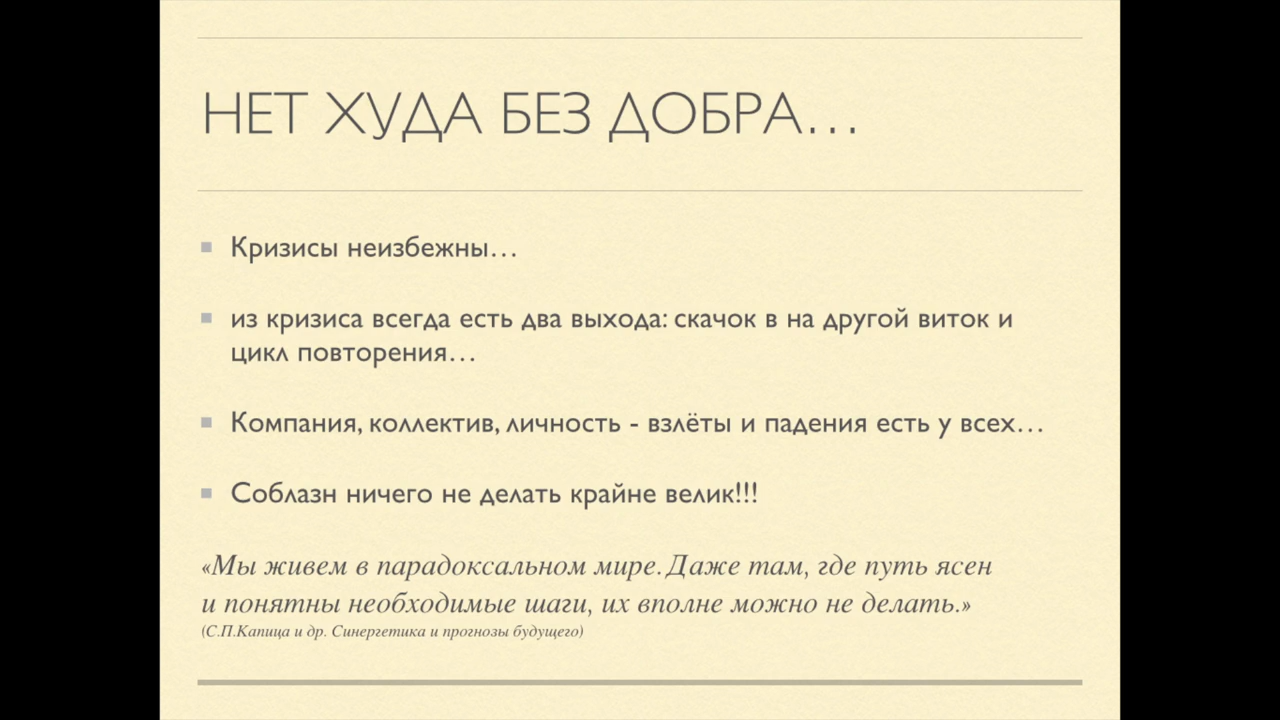 НЕТ ХУДА БЕЗ ДОБРА…
Кризисы неизбежны…
из кризиса всегда есть два выхода: скачок в на другой виток и
цикл повторения…
Компания, коллектив, личность - взлёты и падения есть у всех…
Соблазн ничего не делать крайне велик!!!
«Мы живем в парадоксальном мире. Даже там, где путь ясен
и понятны необходимые шаги, их вполне можно не делать.»
(С.П.Капица и др. Синергетика и прогнозы будущего)